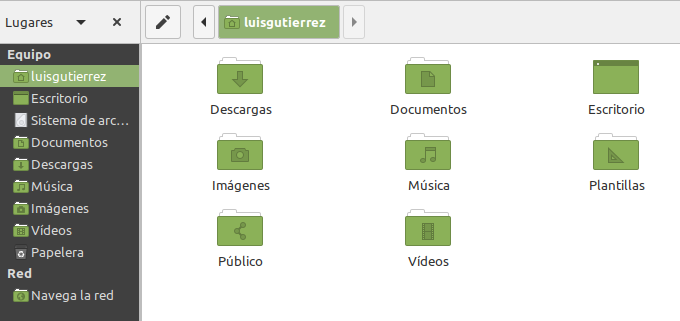 Lugares
luisgutierrez
Equipo
luisgutierrez
Escritorio
Sistema de arc...
Documentos
Descargas
Música
Imágenes
Vídeos
Papelera
Red
Navega la red
Descargas
Documentos
Escritorio
Imágenes
Música
Plantillas
Público
Vídeos